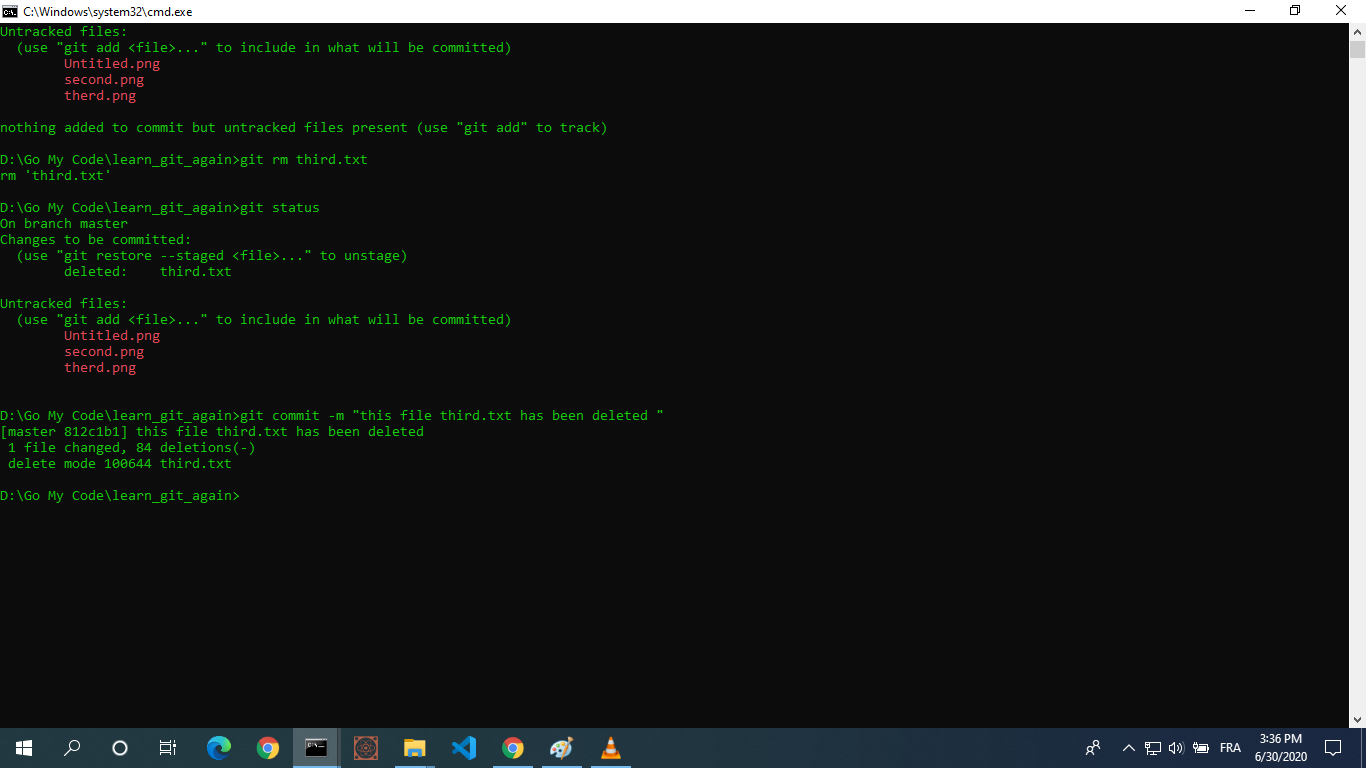 C:\Windows\system32\cmd.exe
Untracked files:
  (use "git add <file>..." to include in what will be committed)
        Untitled.png
        second.png
        therd.png

nothing added to commit but untracked files present (use "git add" to track)

D:\Go My Code\learn_git_again>git rm third.txt
rm 'third.txt'

D:\Go My Code\learn_git_again>git status
On branch master
Changes to be committed:
  (use "git restore --staged <file>..." to unstage)
        deleted:    third.txt

Untracked files:
  (use "git add <file>..." to include in what will be committed)
        Untitled.png
        second.png
        therd.png


D:\Go My Code\learn_git_again>git commit -m "this file third.txt has been deleted "
[master 812c1b1] this file third.txt has been deleted
 1 file changed, 84 deletions(-)
 delete mode 100644 third.txt

D:\Go My Code\learn_git_again>
FRA
3:36 PM
6/30/2020